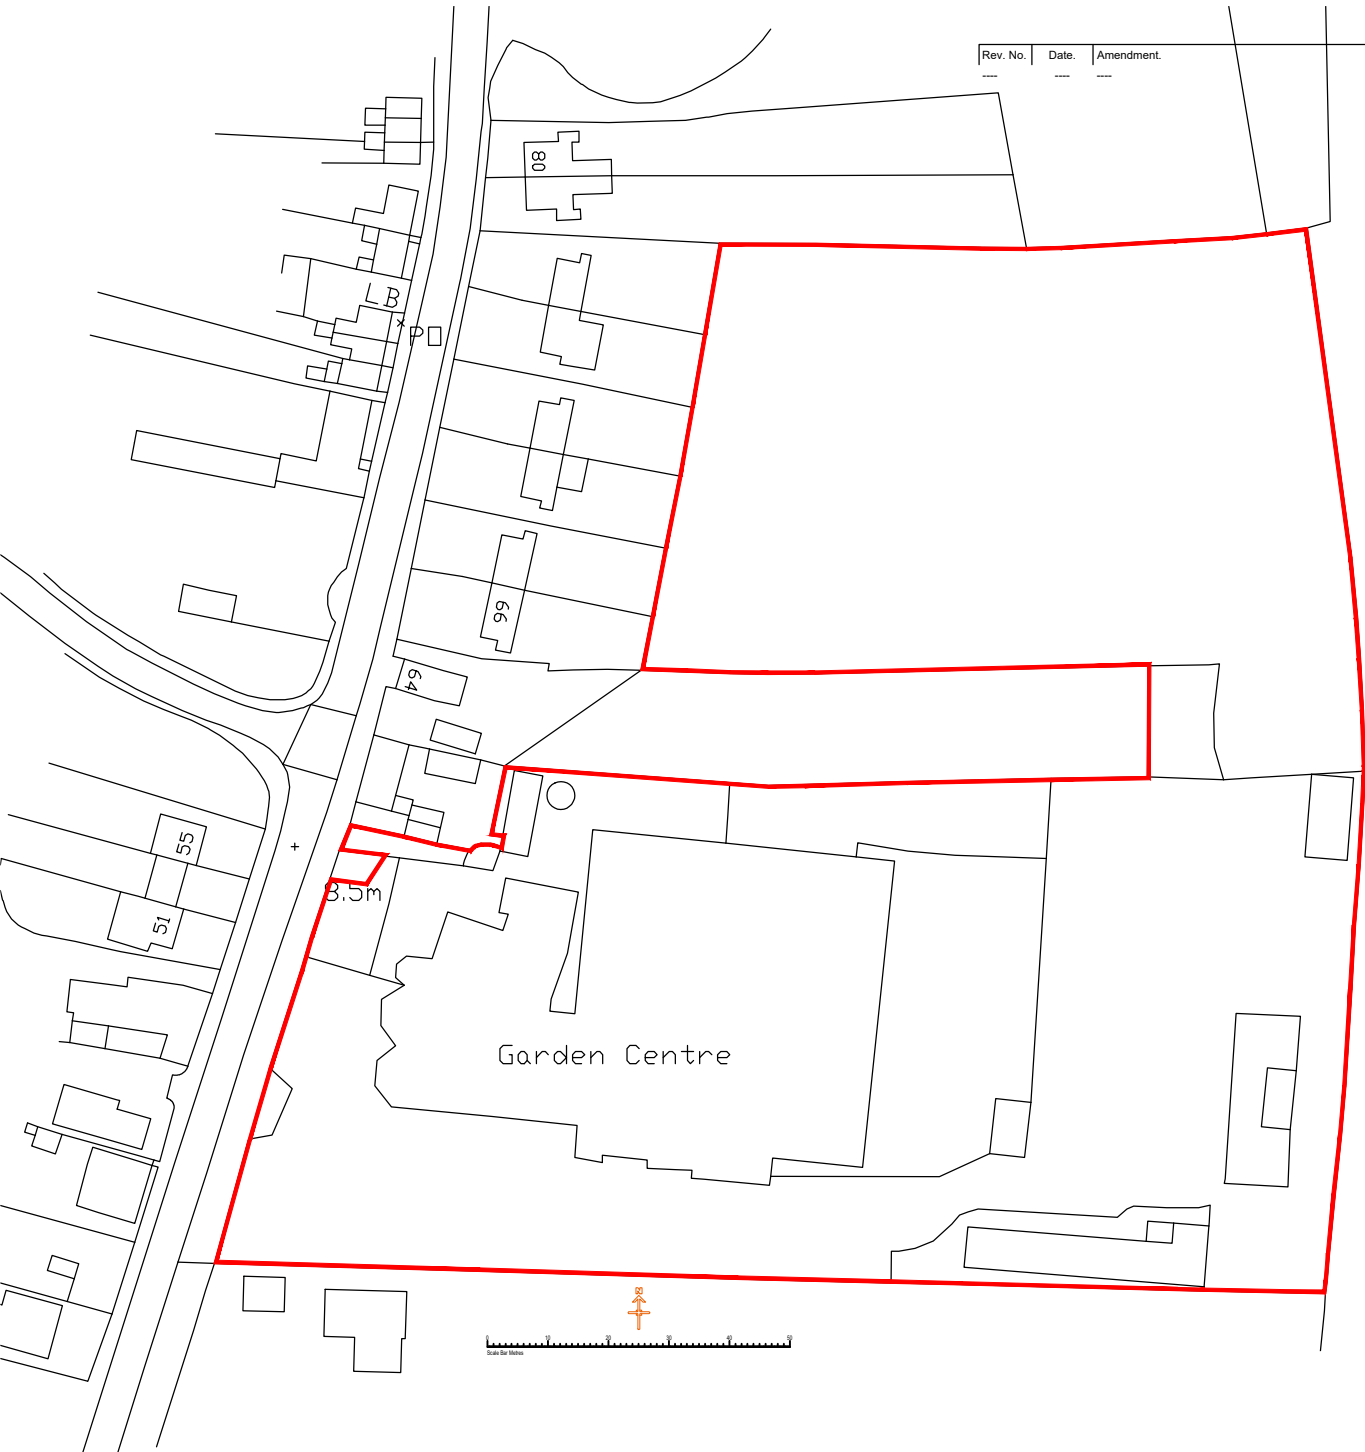 Rev. No. Date. Amendment.
---- ---- ----
80
LB
P
66
64
55
8.5m
51
Garden Centre
N
0 10 20 30 40 50
Scale Bar Metres